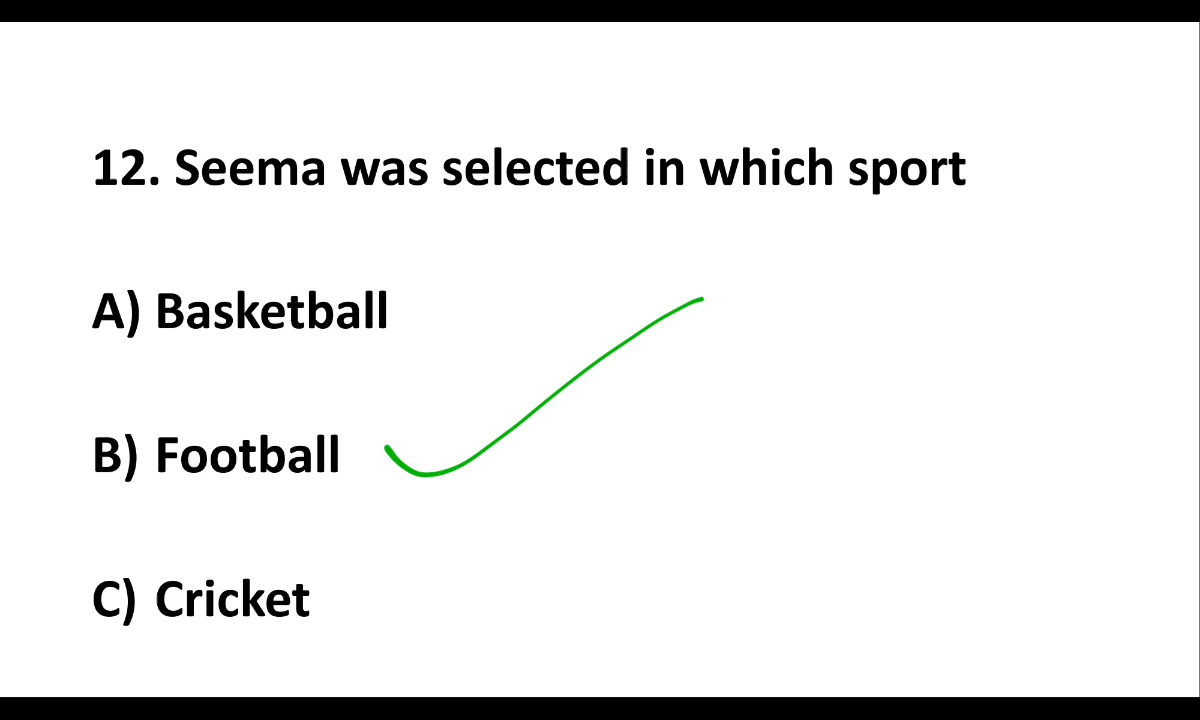 12. Seema was selected in which sport
A) Basketball
B) Football
C) Cricket